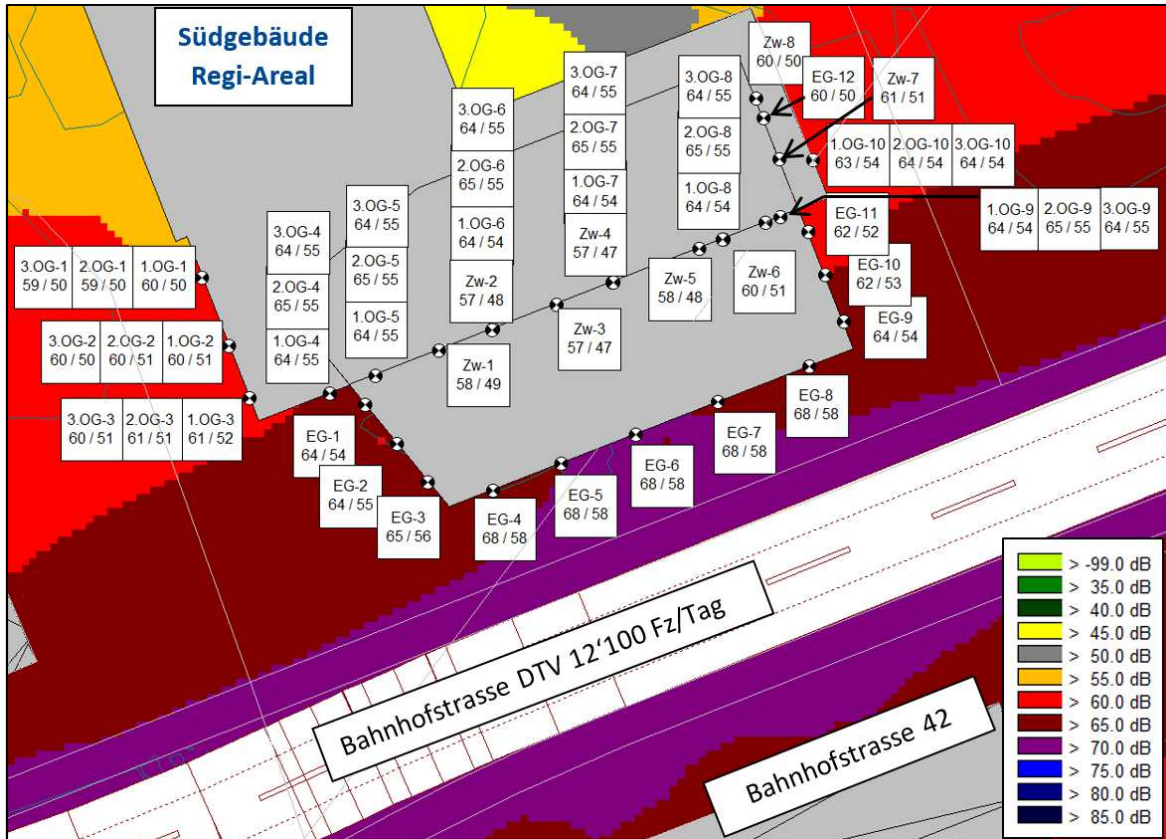 Südgebäude
Regi-Areal
Zw-8
60 / 50
EG-12
60 / 50
Zw-7
61 / 51
3.OG-7
64 / 55
2.OG-7
65 / 55
1.OG-7
64 / 54
Zw-4
57 / 47
3.OG-8
64 / 55
2.OG-8
65 / 55
1.OG-8
64 / 54
3.OG-6
64 / 55
2.OG-6
65 / 55
1.OG-6
64 / 54
Zw-2
57 / 48
1.OG-10 2.OG-10 3.OG-10
63 / 54 64 / 54 64 / 54
3.OG-5
64 / 55
2.OG-5
65 / 55
1.OG-5
64 / 55
3.OG-4
64 / 55
2.OG-4
65 / 55
1.OG-4
64 / 55
EG-11
62 / 52
1.OG-9 2.OG-9 3.OG-9
64 / 54 65 / 55 64 / 55
3.OG-1 2.OG-1 1.OG-1
59 / 50 59 / 50 60 / 50
Zw-5
58 / 48
Zw-6
60 / 51
EG-10
62 / 53
EG-9
64 / 54
3.OG-2 2.OG-2 1.OG-2
60 / 50 60 / 51 60 / 51
Zw-3
57 / 47
Zw-1
58 / 49
3.OG-3 2.OG-3 1.OG-3
60 / 51 61 / 51 61 / 52
EG-8
68 / 58
EG-1
64 / 54
EG-7
68 / 58
EG-2
64 / 55
EG-6
68 / 58
EG-3
65 / 56
EG-4
68 / 58
EG-5
68 / 58
Bahnhofstrasse DTV 12‘100 Fz/Tag
Bahnhofstrasse 42
> -99.0 dB
> 35.0 dB
> 40.0 dB
> 45.0 dB
> 50.0 dB
> 55.0 dB
> 60.0 dB
> 65.0 dB
> 70.0 dB
> 75.0 dB
> 80.0 dB
> 85.0 dB